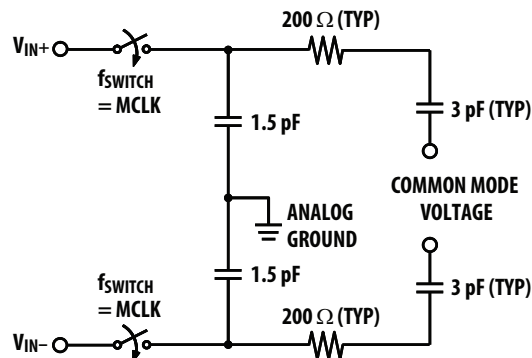 200 Ω (TYP)
VIN+
fSWITCH
= MCLK
1.5 pF
3 pF (TYP)
COMMON MODE
VOLTAGE
ANALOG
GROUND
fSWITCH
= MCLK
1.5 pF
3 pF (TYP)
200 Ω (TYP)
VIN–